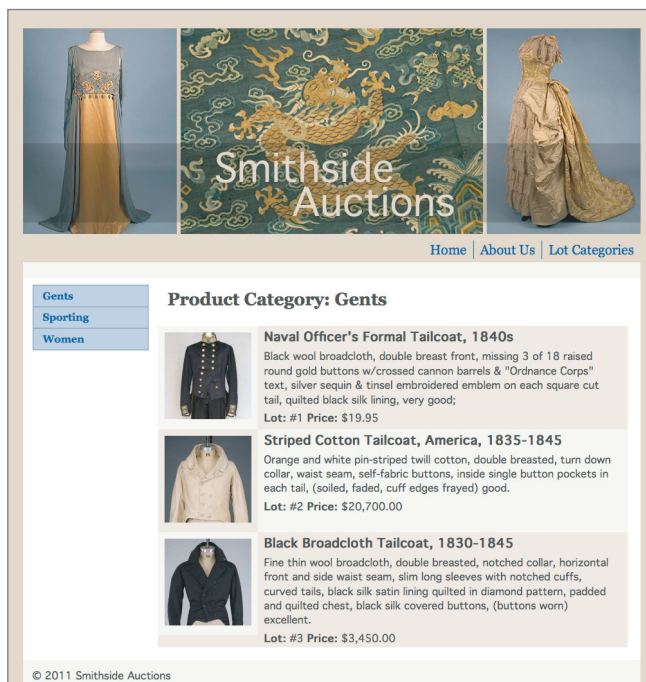 Smithside
Auctions
Home About Us Lot Categories
Gents
Sporting
Women
Product Category: Gents
Naval Officer's Formal Tailcoat, 1840s
Black wool broadcloth, double breast front, missing 3 of 18 raised
round gold buttons w/crossed cannon barrels & "Ordnance Corps"
text, silver sequin & tinsel embroidered emblem on each square cut
tail, quilted black silk lining, very good;
Lot: #1 Price: $19.95
Striped Cotton Tailcoat, America, 1835-1845
Orange and white pin-striped twill cotton, double breasted, turn down
collar, waist seam, self-fabric buttons, inside single button pockets in
each tail, (soiled, faded, cuff edges frayed) good.
Lot: #2 Price: $20,700.00
Black Broadcloth Tailcoat, 1830-1845
Fine thin wool broadcloth, double breasted, notched collar, horizontal
front and side waist seam, slim long sleeves with notched cuffs,
curved tails, black silk satin lining quilted in diamond pattern, padded
and quilted chest, black silk covered buttons, (buttons worn)
excellent.
Lot: #3 Price: $3,450.00
© 2011 Smithside Auctions